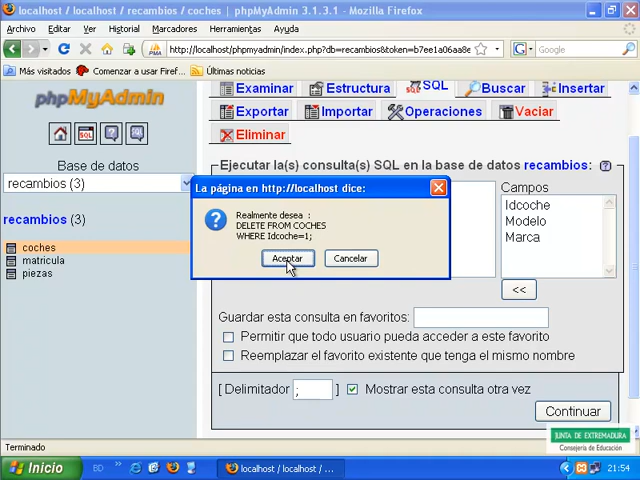 localhost / localhost / recambios / coches | phpMyAdmin 3.1.3.1 - Mozilla Firefox
Archivo Editar Ver Historial Marcadores Herramientas Ayuda
http://localhost/phpmyadmin/index.php?db=recambios&token=b7ee1a06aa8e
Google
Más visitados Comenzar a usar Firef... Últimas noticias
phpMyAdmin
SQL
Base de datos
recambios (3)
recambios (3)
coches
matricula
piezas
Examinar Estructura SQL Buscar Insertar
Exportar Importar Operaciones Vaciar
Eliminar
Ejecutar la(s) consulta(s) SQL en la base de datos recambios:
Campos
Idcoche
Modelo
Marca
<<
La página en http://localhost dice:
Realmente desea :
DELETE FROM COCHES
WHERE Idcoche=1;
Aceptar Cancelar
Guardar esta consulta en favoritos:
Permitir que todo usuario pueda acceder a este favorito
Reemplazar el favorito existente que tenga el mismo nombre
[ Delimitador ; ] Mostrar esta consulta otra vez
Continuar
Terminado
JUNTA DE EXTREMADURA
Consejería de Educación
Inicio BD » localhost / localhost / ... 21:54